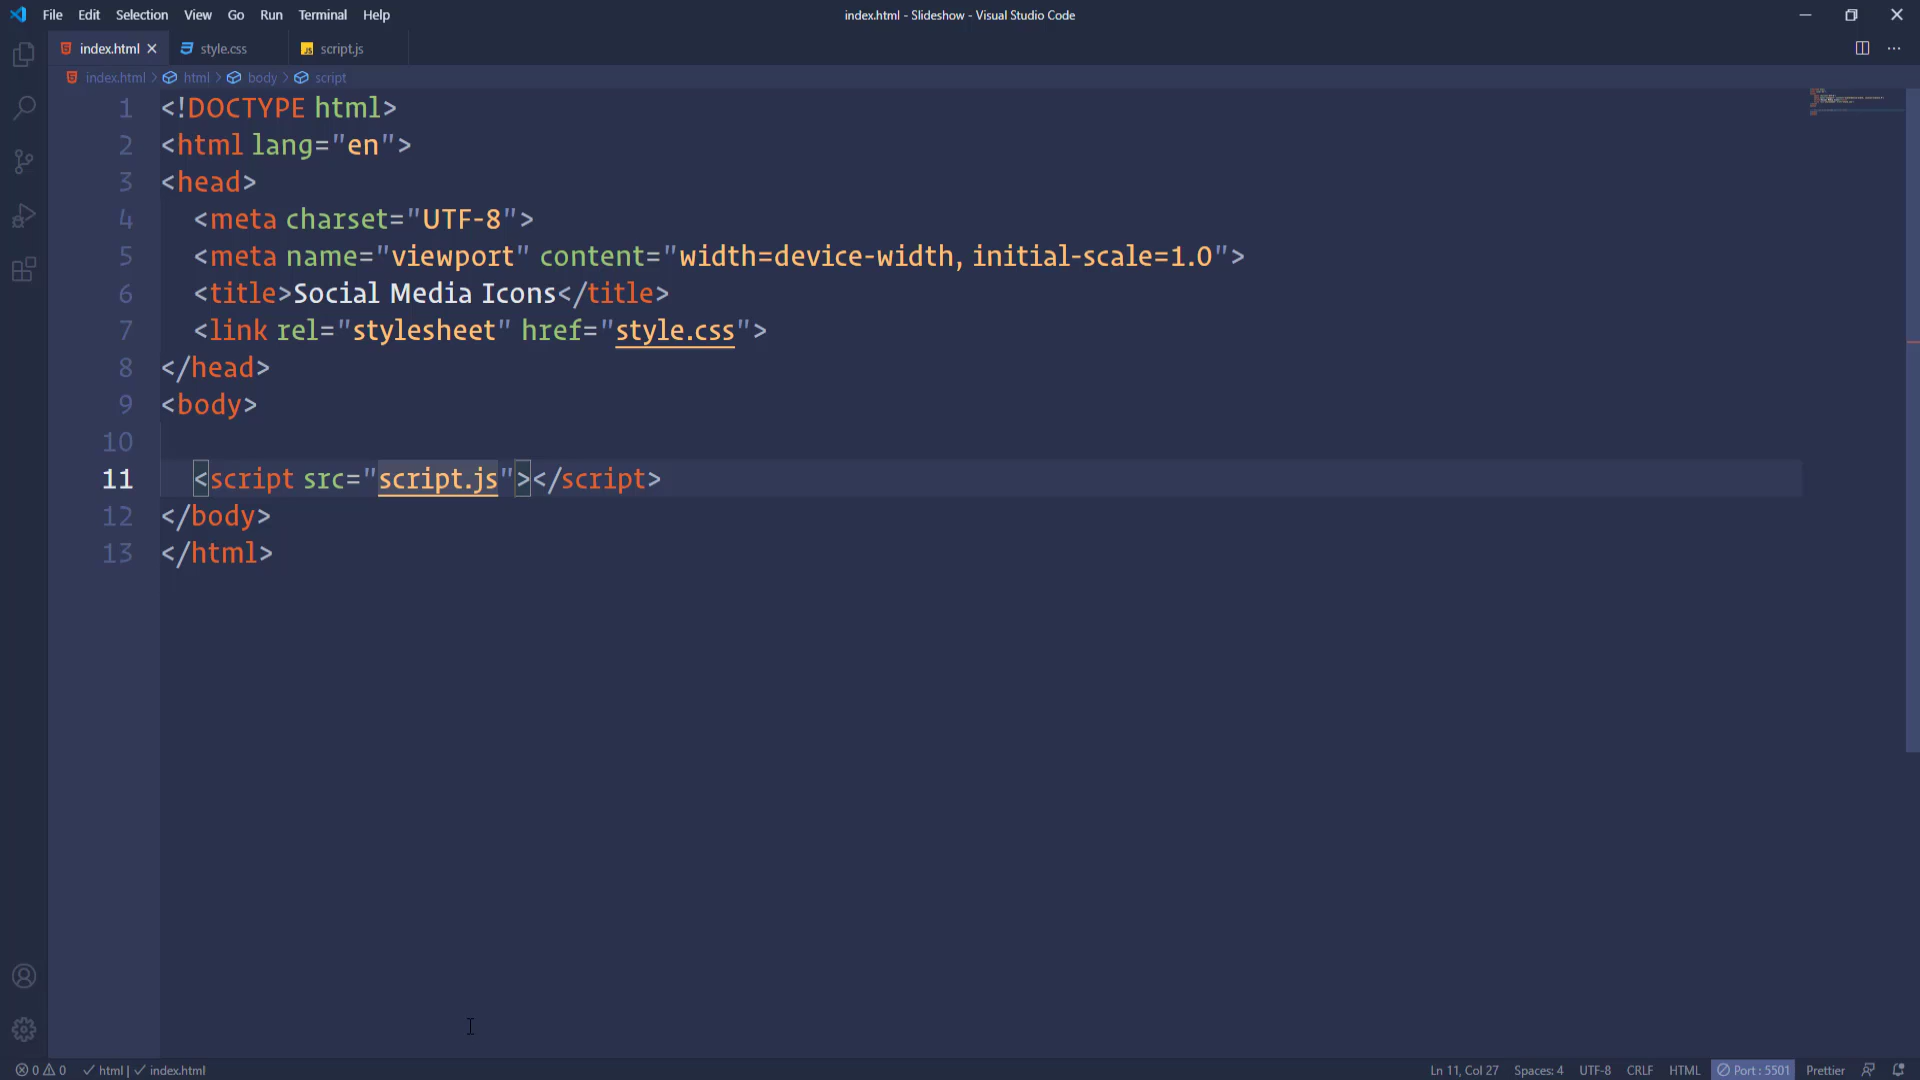 File Edit Selection View Go Run Terminal Help index.html - Slideshow - Visual Studio Code
index.html style.css script.js
index.html > html > body > script
1 <!DOCTYPE html>
2 <html lang="en">
3 <head>
4 <meta charset="UTF-8">
5 <meta name="viewport" content="width=device-width, initial-scale=1.0">
6 <title>Social Media Icons</title>
7 <link rel="stylesheet" href="style.css">
8 </head>
9 <body>
10
11 <script src="script.js"></script>
12 </body>
13 </html>
0 0 html | index.html Ln 11, Col 27 Spaces: 4 UTF-8 CRLF HTML Port : 5501 Prettier